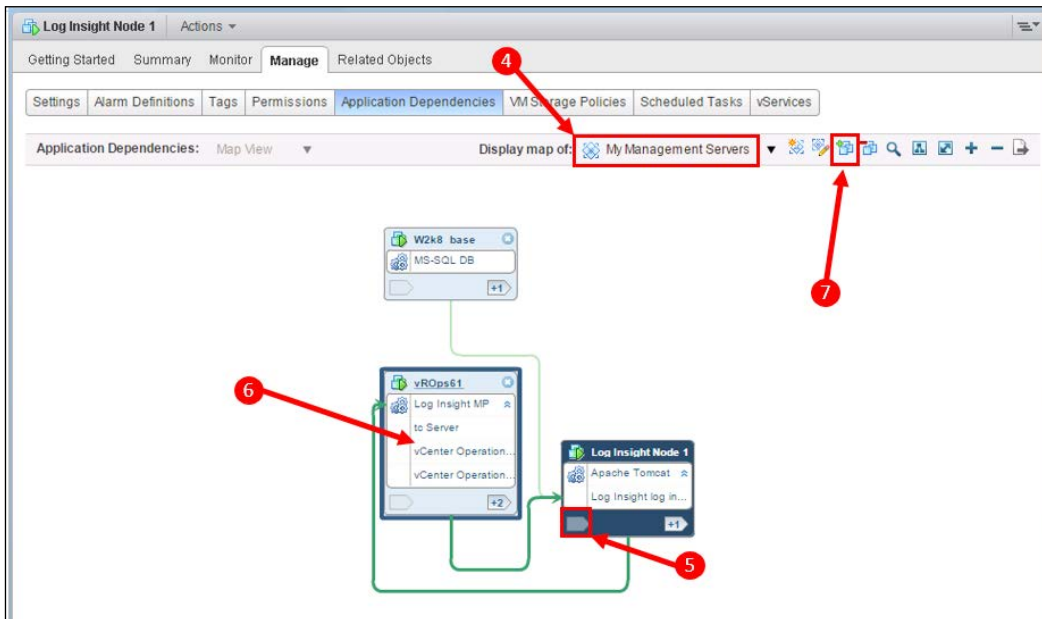 Log Insight Node 1 Actions
Getting Started Summary Monitor Manage Related Objects
4
Settings Alarm Definitions Tags Permissions Application Dependencies VM Storage Policies Scheduled Tasks vServices
Application Dependencies: Map View Display map of: My Management Servers
7
W2k8 base
MS-SQL DB
+1
6
vROps61
Log Insight MP
to Server
vCenter Operation...
vCenter Operation...
+2
Log Insight Node 1
Apache Tomcat
Log Insight log in...
+1
5